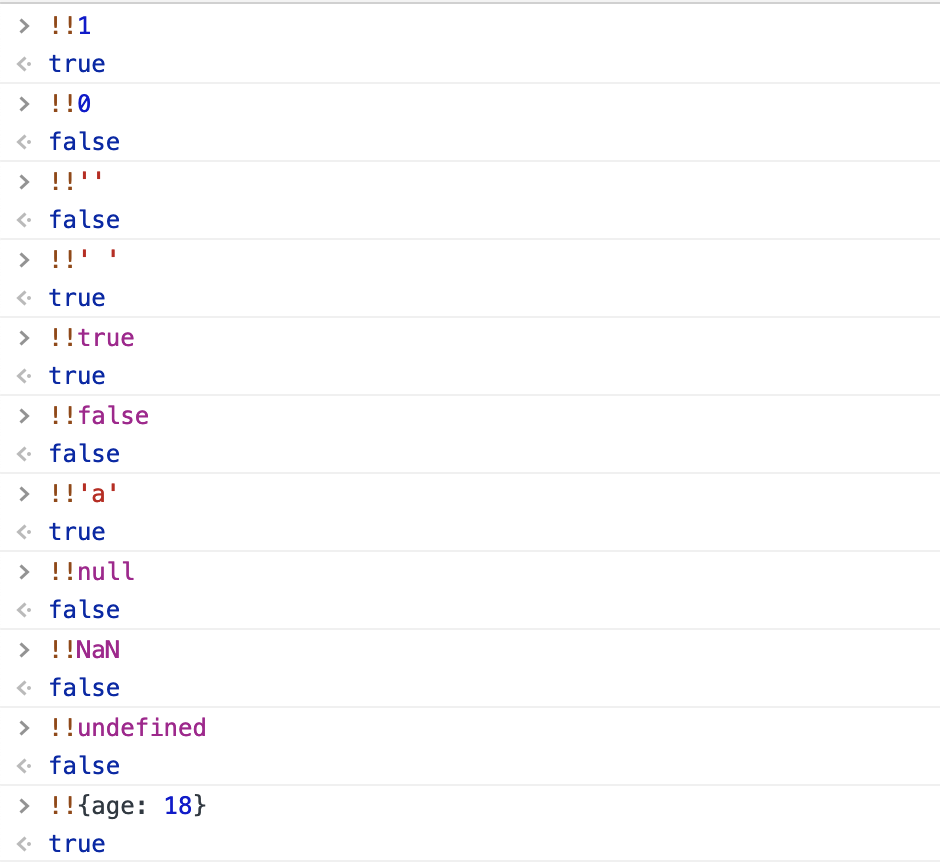 > !!1
<· true
> !!0
<· false
> !!''
<· false
> !!' '
<· true
> !!true
<· true
> !!false
<· false
> !!'a'
<· true
> !!null
<· false
> !!NaN
<· false
> !!undefined
<· false
> !!{age: 18}
<· true